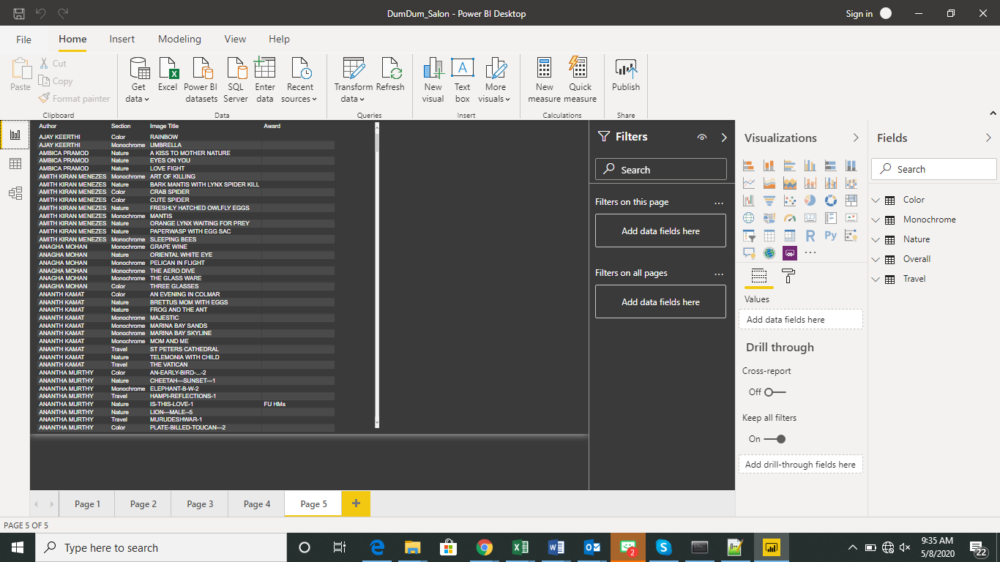 DumDum_Salon - Power BI Desktop
Sign in
File Home Insert Modeling View Help
Paste
Cut
Copy
Format painter
Clipboard
Get data
Excel
Power BI datasets
SQL Server
Enter data
Recent sources
Data
Transform data
Refresh
Queries
New visual
Text box
More visuals
Insert
New measure
Quick measure
Calculations
Publish
Share
Author Section Image Title Award
AJAY KEERTHI Color RAINBOW
AJAY KEERTHI Monochrome UMBRELLA
AMBICA PRAMOD Nature A KISS TO MOTHER NATURE
AMBICA PRAMOD Nature EYES ON YOU
AMBICA PRAMOD Nature LOVE FIGHT
AMITH KIRAN MENEZES Monochrome ART OF KILLING
AMITH KIRAN MENEZES Nature BARK MANTIS WITH LYNX SPIDER KILL
AMITH KIRAN MENEZES Color CRAB SPIDER
AMITH KIRAN MENEZES Color CUTE SPIDER
AMITH KIRAN MENEZES Nature FRESHLY HATCHED OWLFLY EGGS
AMITH KIRAN MENEZES Monochrome MANTIS
AMITH KIRAN MENEZES Nature ORANGE LYNX WAITING FOR PREY
AMITH KIRAN MENEZES Nature PAPERWASP WITH EGG SAC
AMITH KIRAN MENEZES Monochrome SLEEPING BEES
ANAGHA MOHAN Monochrome GRAPE WINE
ANAGHA MOHAN Nature ORIENTAL WHITE EYE
ANAGHA MOHAN Monochrome PELICAN IN FLIGHT
ANAGHA MOHAN Monochrome THE AERO DIVE
ANAGHA MOHAN Monochrome THE GLASS WARE
ANAGHA MOHAN Color THREE GLASSES
ANANTH KAMAT Color AN EVENING IN COLMAR
ANANTH KAMAT Nature BRETTUS MOM WITH EGGS
ANANTH KAMAT Nature FROG AND THE ANT
ANANTH KAMAT Monochrome MAJESTIC
ANANTH KAMAT Monochrome MARINA BAY SANDS
ANANTH KAMAT Monochrome MARINA BAY SKYLINE
ANANTH KAMAT Monochrome MOM AND ME
ANANTH KAMAT Travel ST PETERS CATHEDRAL
ANANTH KAMAT Nature TELEMONIA WITH CHILD
ANANTH KAMAT Travel THE VATICAN
ANANTHA MURTHY Color AN-EARLY-BIRD-...-2
ANANTHA MURTHY Nature CHEETAH---SUNSET---1
ANANTHA MURTHY Monochrome ELEPHANT-B-W-2
ANANTHA MURTHY Travel HAMPI-REFLECTIONS-1
ANANTHA MURTHY Nature IS-THIS-LOVE-1 FU HMs
ANANTHA MURTHY Nature LION---MALE--5
ANANTHA MURTHY Travel MURUDESHWAR-1
ANANTHA MURTHY Color PLATE-BILLED-TOUCAN---2
Filters
Search
Filters on this page ...
Add data fields here
Filters on all pages ...
Add data fields here
Visualizations
R Py
123
...
Values
Add data fields here
Drill through
Cross-report
Off
Keep all filters
On
Add drill-through fields here
Fields
Search
Color
Monochrome
Nature
Overall
Travel
Page 1 Page 2 Page 3 Page 4 Page 5 +
PAGE 5 OF 5
Type here to search
2
9:35 AM
5/8/2020
22